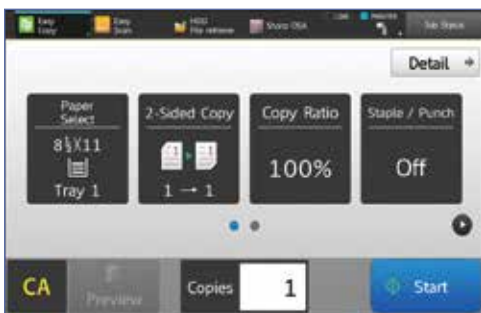 Easy Copy
Easy Scan
HDD File retrieve
Sharp OSA
Job Status
Detail
Paper Select
8½X11
Tray 1
2-Sided Copy
1 → 1
Copy Ratio
100%
Staple / Punch
Off
CA
Preview
Copies
1
Start